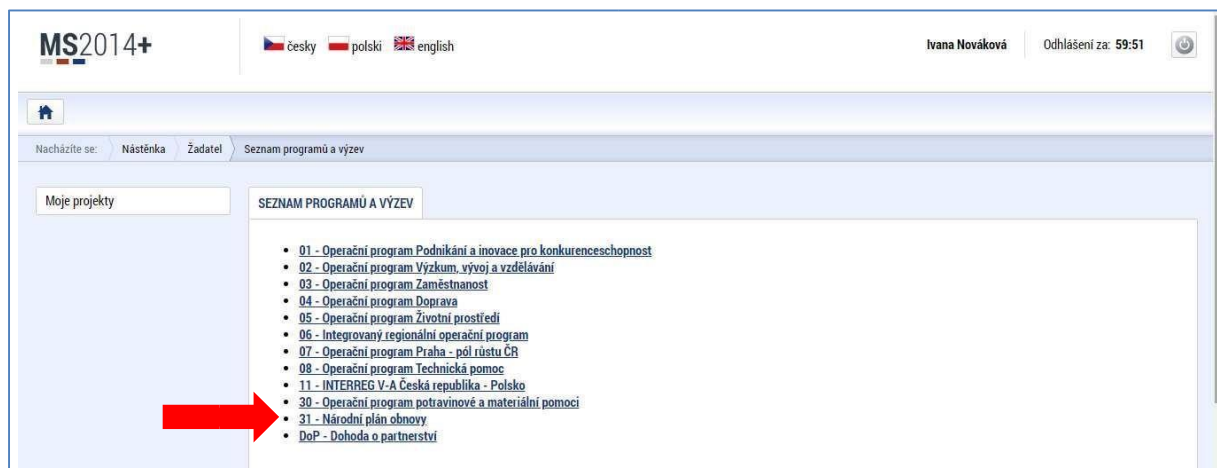 MS2014+
česky polski english
Ivana Nováková
Odhlášení za: 59:51
Nacházíte se: Nástěnka Žadatel Seznam programů a výzev
Moje projekty
SEZNAM PROGRAMŮ A VÝZEV
01 - Operační program Podnikání a inovace pro konkurenceschopnost
02 - Operační program Výzkum, vývoj a vzdělávání
03 - Operační program Zaměstnanost
04 - Operační program Doprava
05 - Operační program Životní prostředí
06 - Integrovaný regionální operační program
07 - Operační program Praha - pól růstu ČR
08 - Operační program Technická pomoc
11 - INTERREG V-A Česká republika - Polsko
30 - Operační program potravinové a materiální pomoci
31 - Národní plán obnovy
DoP - Dohoda o partnerství